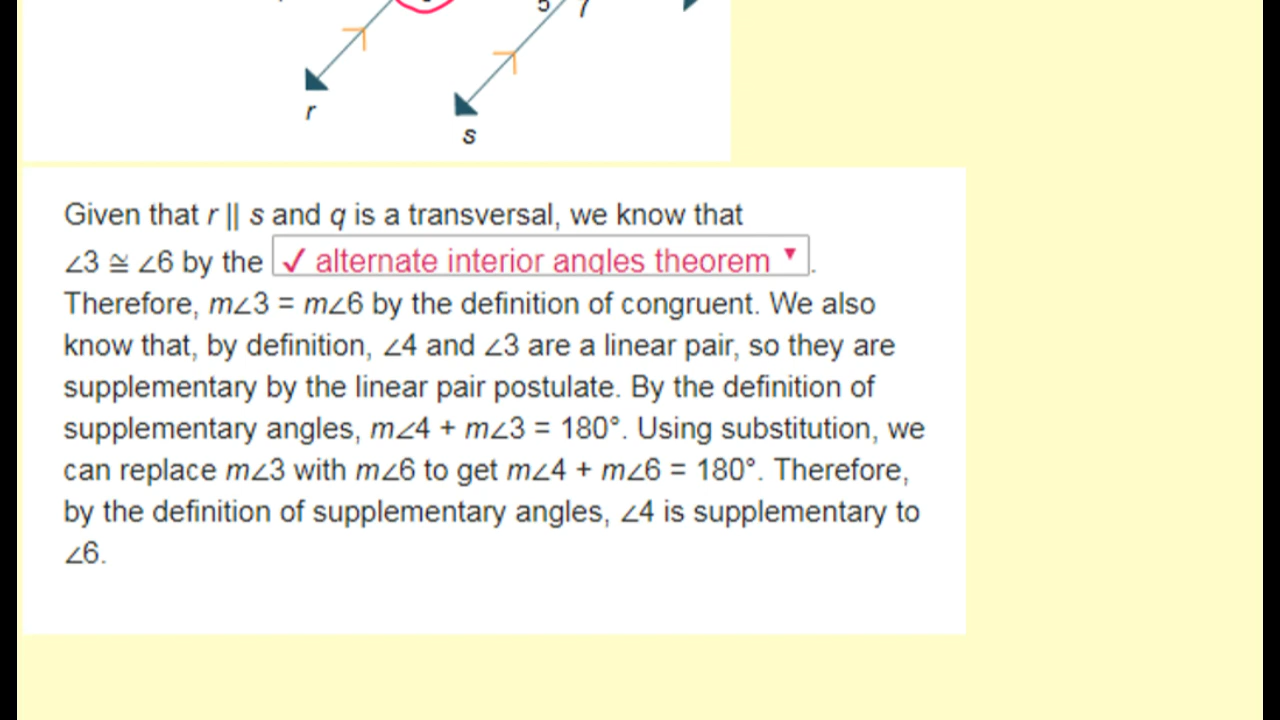 5 7
r
s
Given that r || s and q is a transversal, we know that
∠3 ≅ ∠6 by the ✓ alternate interior angles theorem ▼.
Therefore, m∠3 = m∠6 by the definition of congruent. We also
know that, by definition, ∠4 and ∠3 are a linear pair, so they are
supplementary by the linear pair postulate. By the definition of
supplementary angles, m∠4 + m∠3 = 180°. Using substitution, we
can replace m∠3 with m∠6 to get m∠4 + m∠6 = 180°. Therefore,
by the definition of supplementary angles, ∠4 is supplementary to
∠6.